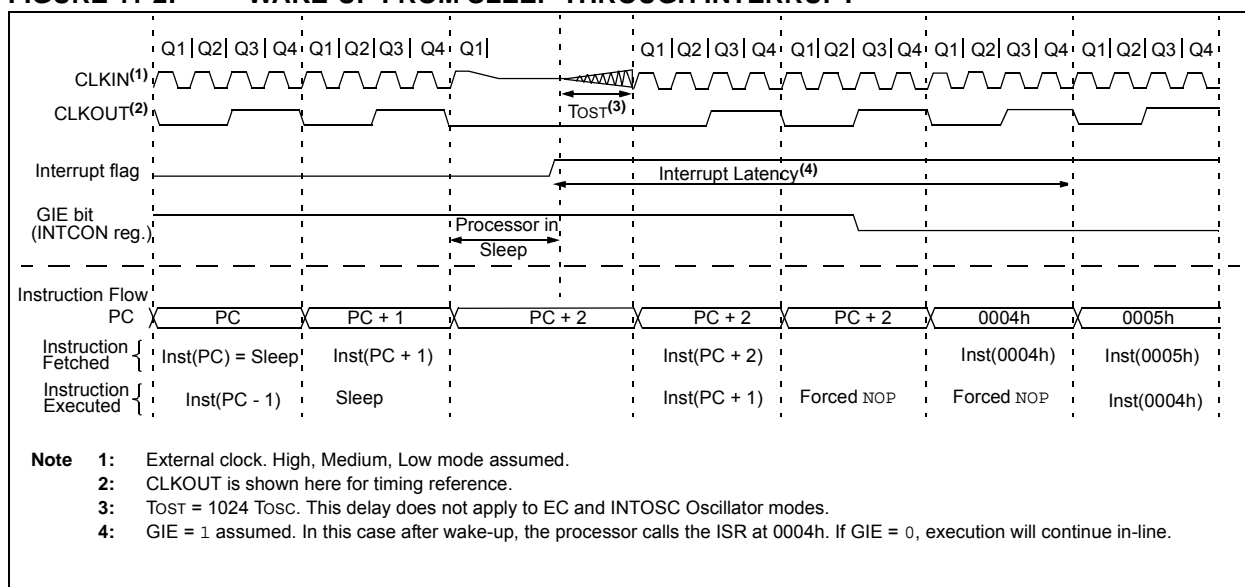 FIGURE 11-2: WAKE-UP FROM SLEEP THROUGH INTERRUPT
Q1 Q2 Q3 Q4 Q1 Q2 Q3 Q4 Q1 Q1 Q2 Q3 Q4 Q1 Q2 Q3 Q4 Q1 Q2 Q3 Q4 Q1 Q2 Q3 Q4
CLKIN(1)
CLKOUT(2)
TOST(3)
Interrupt flag
Interrupt Latency(4)
GIE bit
(INTCON reg.)
Processor in
Sleep
Instruction Flow
PC PC PC + 1 PC + 2 PC + 2 PC + 2 0004h 0005h
Instruction
Fetched
Inst(PC) = Sleep Inst(PC + 1) Inst(PC + 2) Inst(0004h) Inst(0005h)
Instruction
Executed
Inst(PC - 1) Sleep Inst(PC + 1) Forced NOP Forced NOP Inst(0004h)
Note 1: External clock. High, Medium, Low mode assumed.
2: CLKOUT is shown here for timing reference.
3: TOST = 1024 TOSC. This delay does not apply to EC and INTOSC Oscillator modes.
4: GIE = 1 assumed. In this case after wake-up, the processor calls the ISR at 0004h. If GIE = 0, execution will continue in-line.